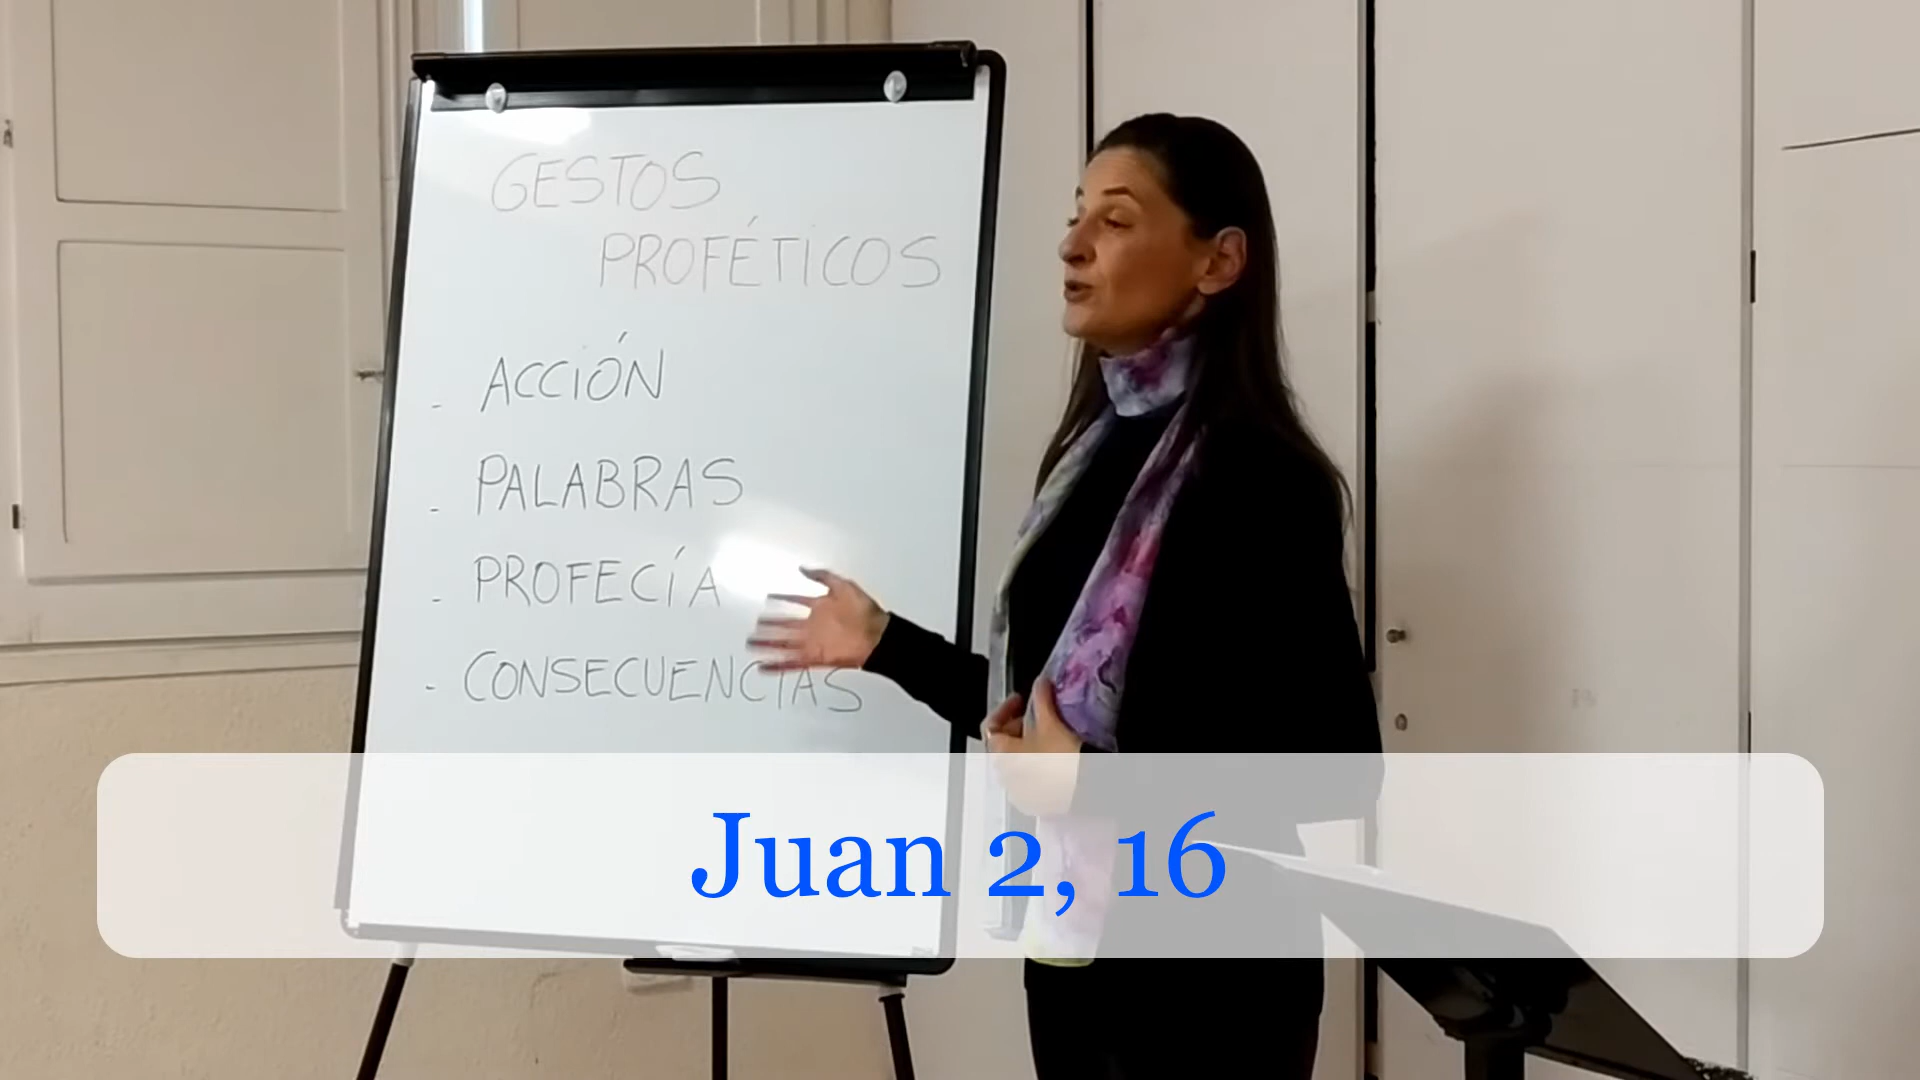 GESTOS
PROFÉTICOS
- ACCIÓN
- PALABRAS
- PROFECÍA
- CONSECUENCIAS
Juan 2, 16